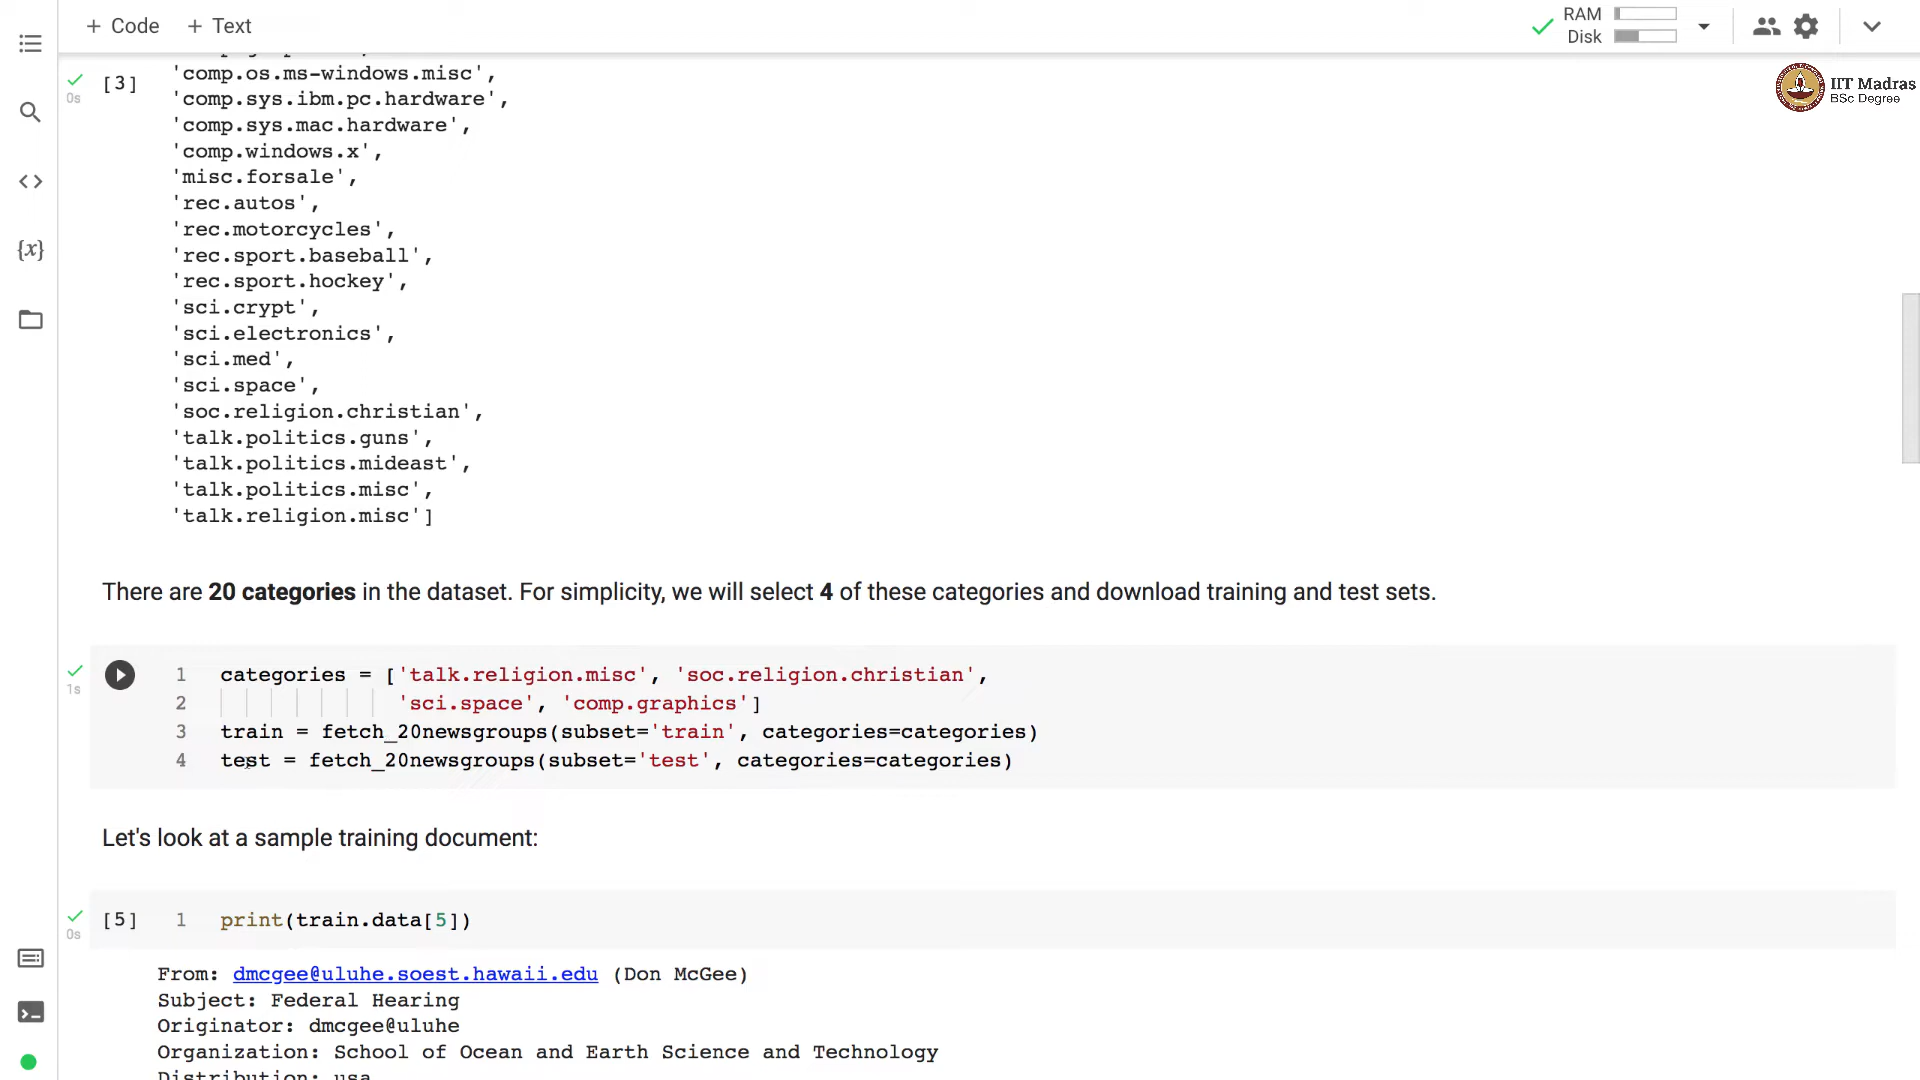 + Code + Text
RAM
Disk
IIT Madras
BSc Degree
[3]
0s
'comp.os.ms-windows.misc',
'comp.sys.ibm.pc.hardware',
'comp.sys.mac.hardware',
'comp.windows.x',
'misc.forsale',
'rec.autos',
'rec.motorcycles',
'rec.sport.baseball',
'rec.sport.hockey',
'sci.crypt',
'sci.electronics',
'sci.med',
'sci.space',
'soc.religion.christian',
'talk.politics.guns',
'talk.politics.mideast',
'talk.politics.misc',
'talk.religion.misc']
There are 20 categories in the dataset. For simplicity, we will select 4 of these categories and download training and test sets.
1s
1 categories = ['talk.religion.misc', 'soc.religion.christian',
2 'sci.space', 'comp.graphics']
3 train = fetch_20newsgroups(subset='train', categories=categories)
4 test = fetch_20newsgroups(subset='test', categories=categories)
Let's look at a sample training document:
[5] 1 print(train.data[5])
0s
From: dmcgee@uluhe.soest.hawaii.edu (Don McGee)
Subject: Federal Hearing
Originator: dmcgee@uluhe
Organization: School of Ocean and Earth Science and Technology
Distribution: usa